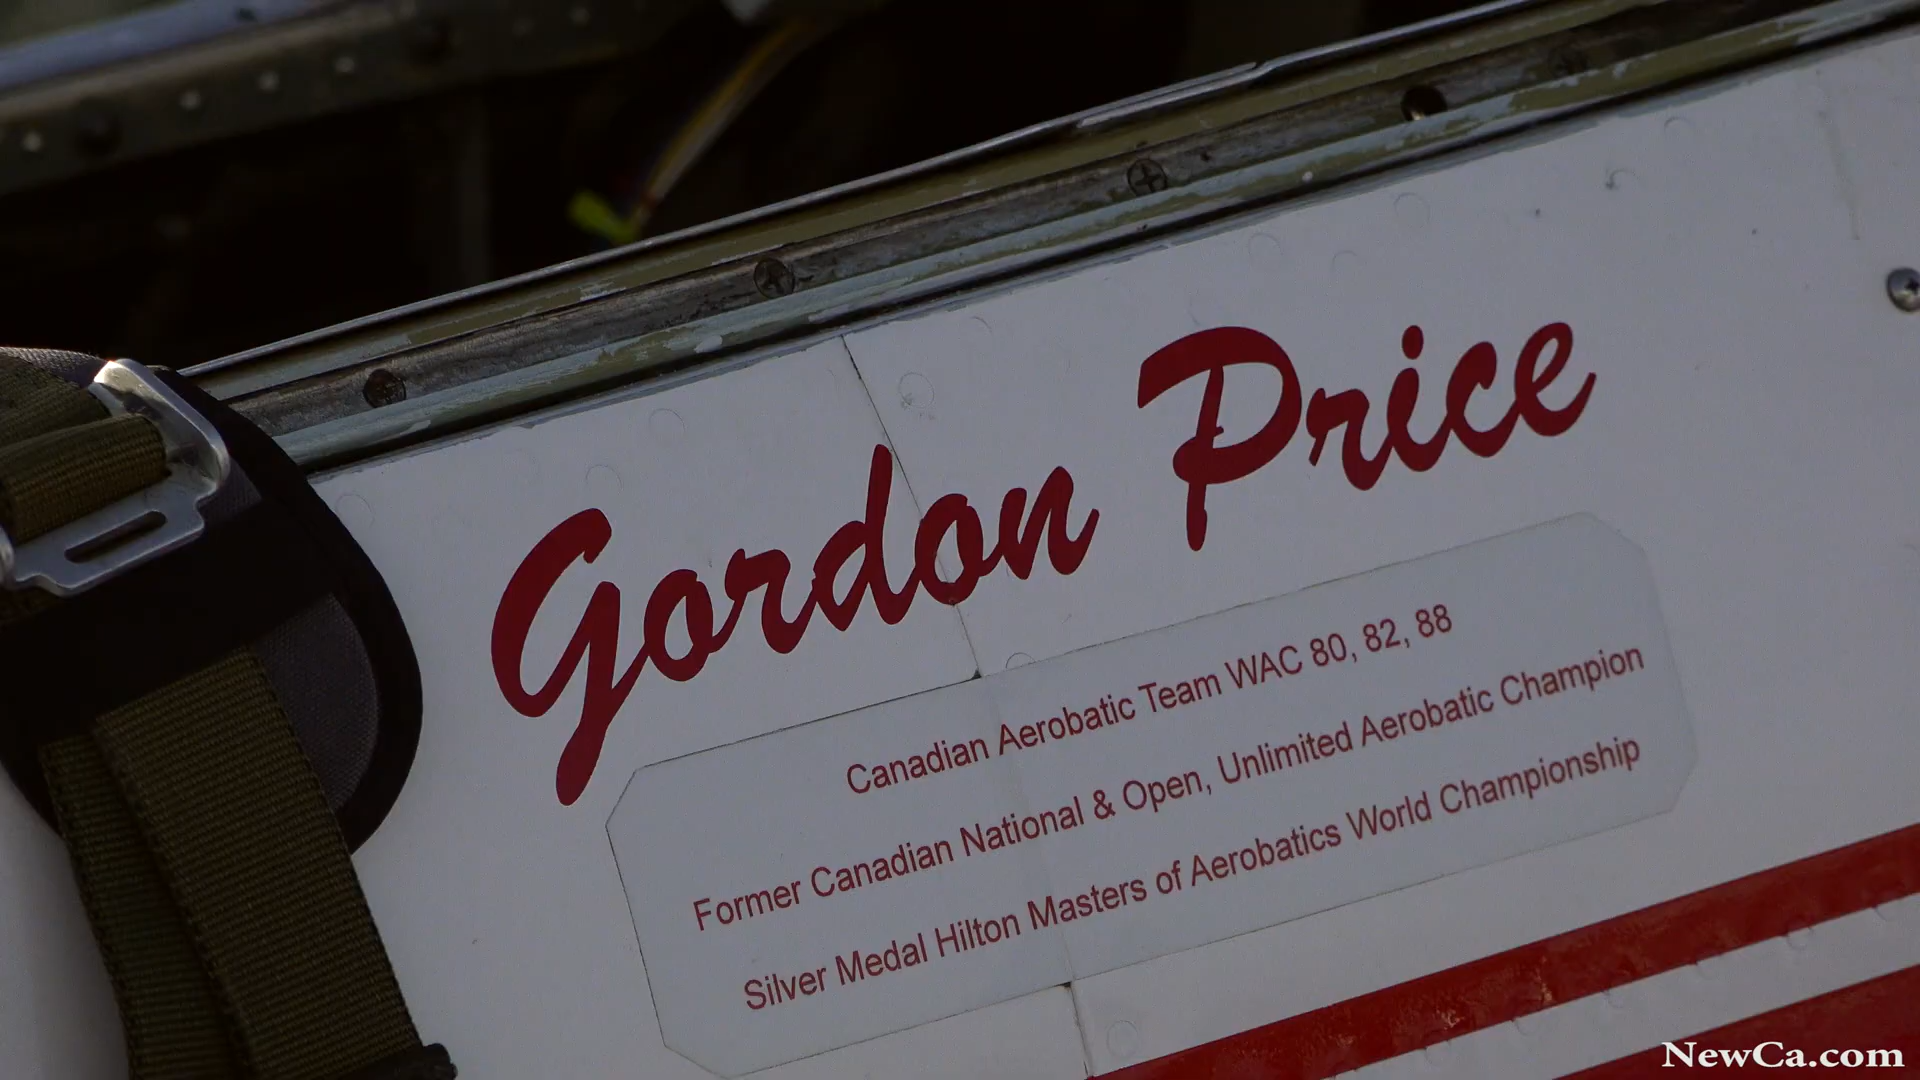 Gordon Price
Canadian Aerobatic Team WAC 80, 82, 88
Former Canadian National & Open, Unlimited Aerobatic Champion
Silver Medal Hilton Masters of Aerobatics World Championship
NewCa.com